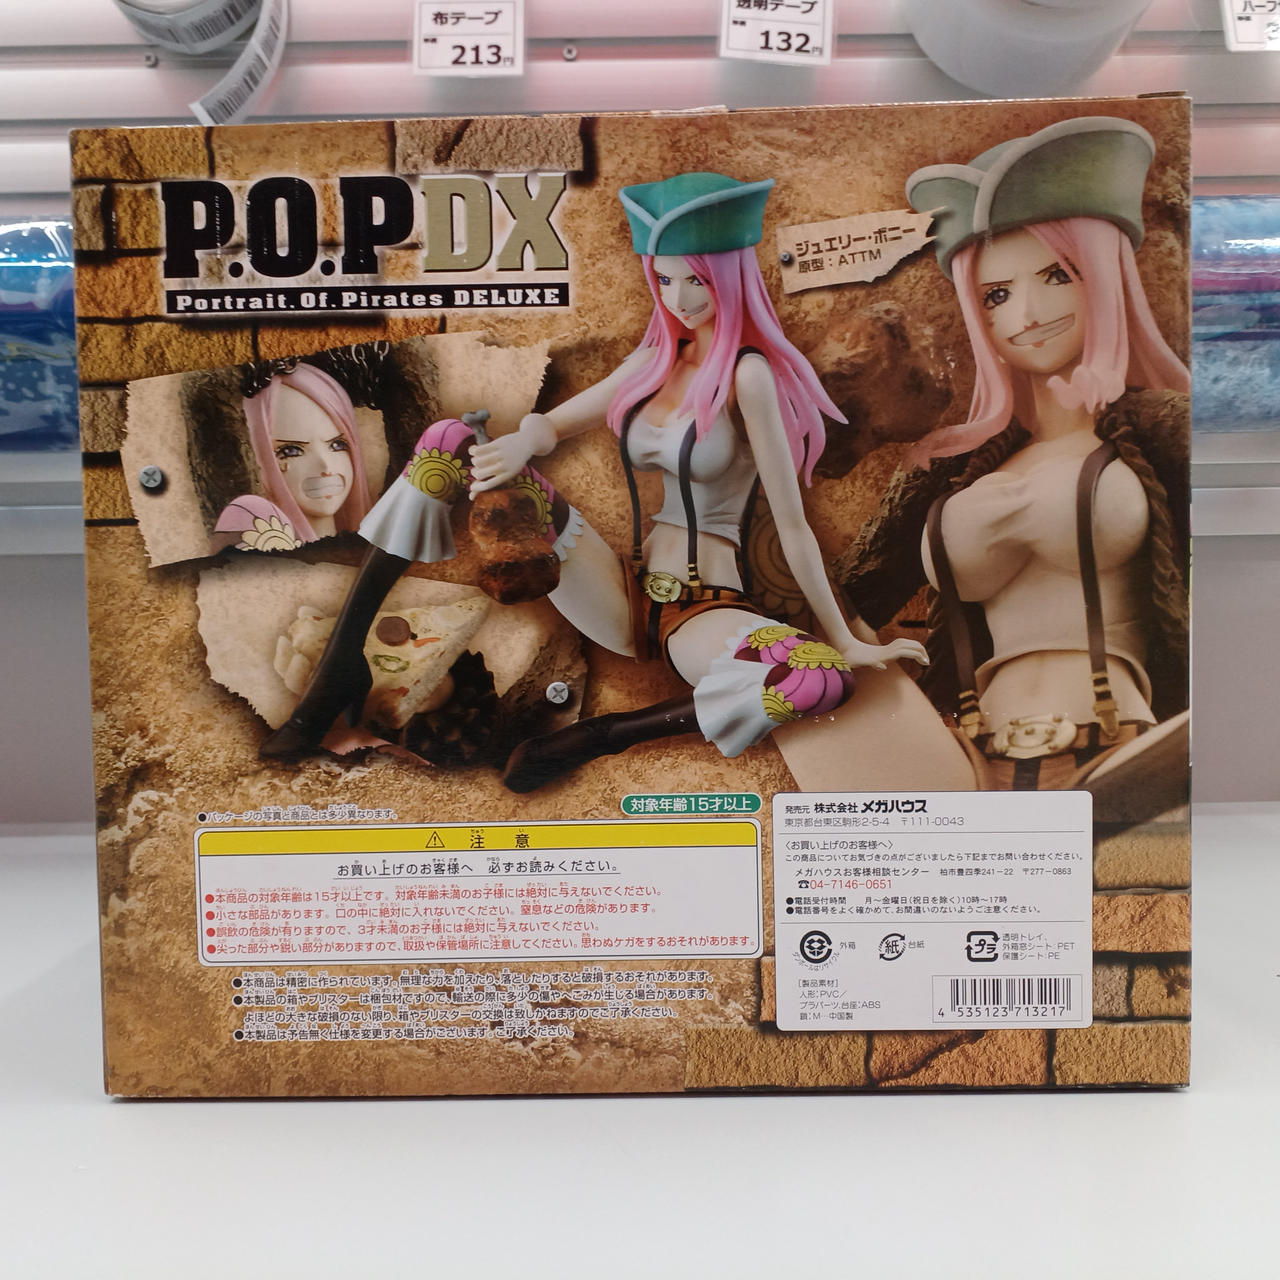 布テープ
213円
透明テープ
132円
P.O.P DX
Portrait.Of.Pirates DELUXE
ジュエリー・ボニー
原型：ATTM
●パッケージの写真と商品とは多少異なります。
対象年齢15才以上
⚠ 注意
お買い上げのお客様へ 必ずお読みください。
●本商品の対象年齢は15才以上です。対象年齢未満のお子様には絶対に与えないでください。
●小さな部品があります。口の中に絶対に入れないでください。窒息などの危険があります。
●誤飲の危険が有りますので、3才未満のお子様には絶対に与えないでください。
●尖った部分や鋭い部分がありますので、取扱や保管場所に注意してください。思わぬケガをするおそれがあります。
●本商品は精密に作られています。無理な力を加えたり、落としたりすると破損するおそれがあります。
●本製品の箱やブリスターは梱包材ですので、輸送の際に多少の傷やへこみが生じる場合があります。
よほどの大きな破損のない限り、箱やブリスターの交換は致しかねますのでご了承ください。
●本製品は予告無く仕様を変更する場合がございます。ご了承ください。
発売元 株式会社 メガハウス
東京都台東区駒形2-5-4 〒111-0043
〈お買い上げのお客様へ〉
この商品についてお気づきの点がございましたら下記までお問い合わせください。
メガハウスお客様相談センター 柏市豊四季241-22 〒277-0863
☎04-7146-0651
●電話受付時間 月～金曜日(祝日を除く)10時～17時
●電話番号をよく確かめて、お間違いのないようご注意ください。
ダンボールはリサイクル
外箱
紙
台紙
プラ
透明トレイ、
外箱窓シート：PET
保護シート：PE
[製品素材]
人形：PVC／
プラパーツ、台座：ABS
鎖：M…中国製
4 535123 713217